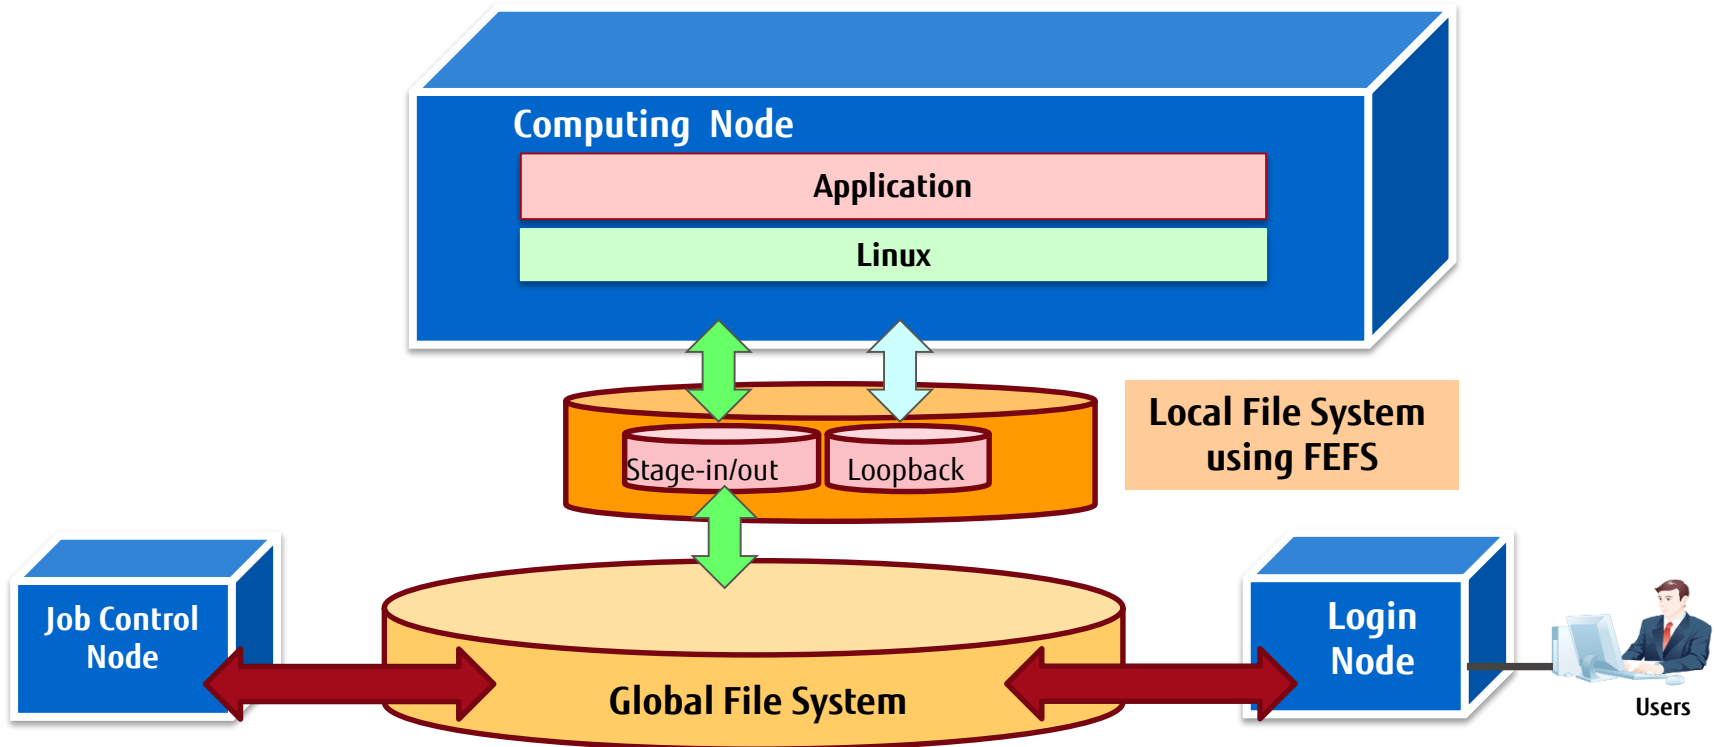 Computing Node
Application
Linux
Local File System
using FEFS
Stage-in/out
Loopback
Job Control
Node
Login
Node
Global File System
Users